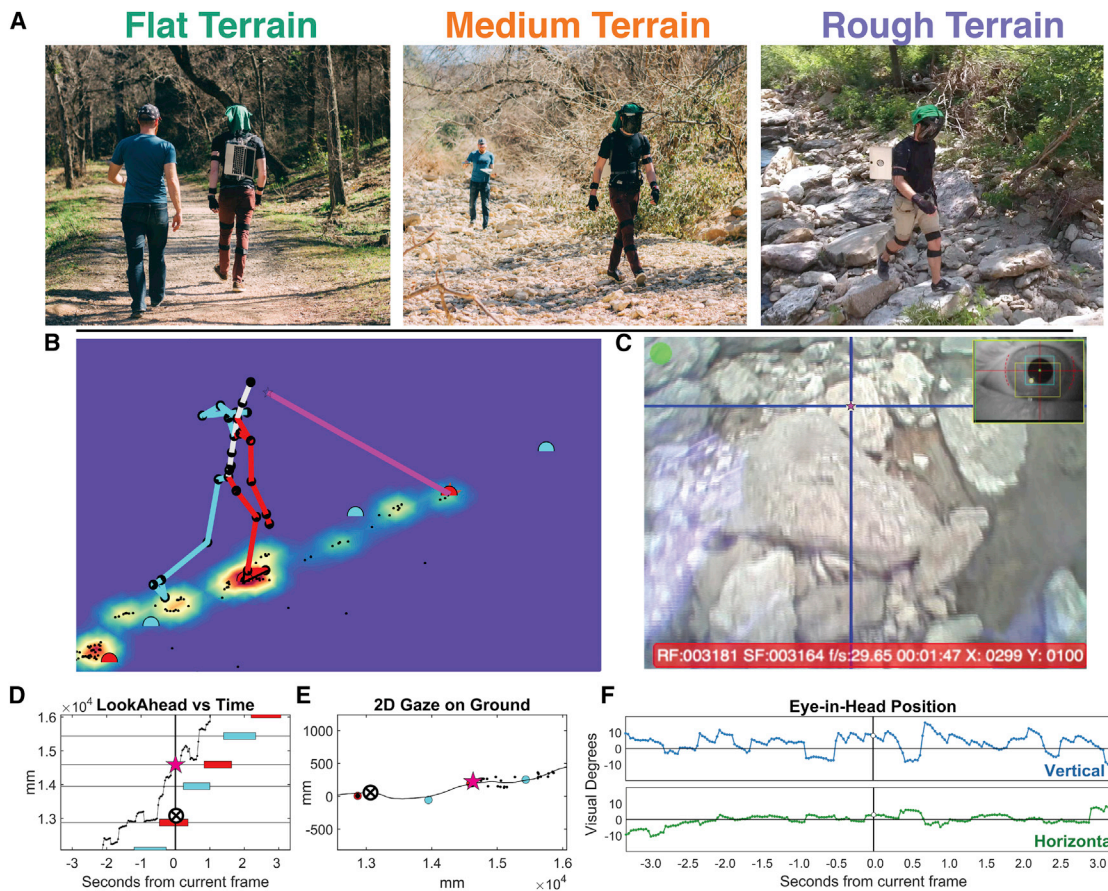 A
Flat Terrain
Medium Terrain
Rough Terrain
B
C
RF:003181 SF:003164 f/s:29.65 00:01:47 X: 0299 Y: 0100
D
LookAhead vs Time
×10⁴
1.6
1.5
1.4
1.3
mm
-3 -2 -1 0 1 2 3
Seconds from current frame
E
2D Gaze on Ground
1000
500
0
-500
1.3 1.4 1.5 1.6
mm
×10⁴
F
Eye-in-Head Position
Visual Degrees
10
0
Vertical
10
0
-10
Horizonta
-3.0 -2.5 -2.0 -1.5 -1.0 -0.5 0.0 0.5 1.0 1.5 2.0 2.5 3.0
Seconds from current frame